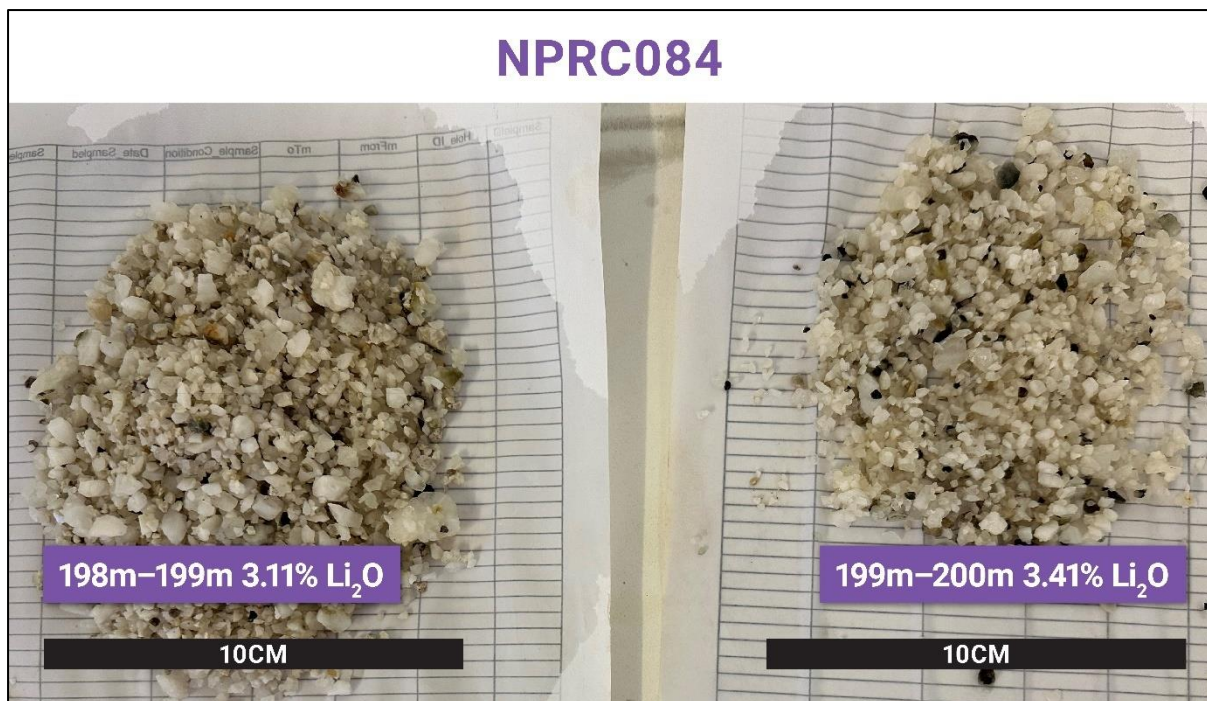 NPRC084
SampleID
Hole_ID
mFrom
mTo
Sample_Condition
Date_Sampled
Sample
198m–199m 3.11% Li₂O
199m–200m 3.41% Li₂O
10CM
10CM